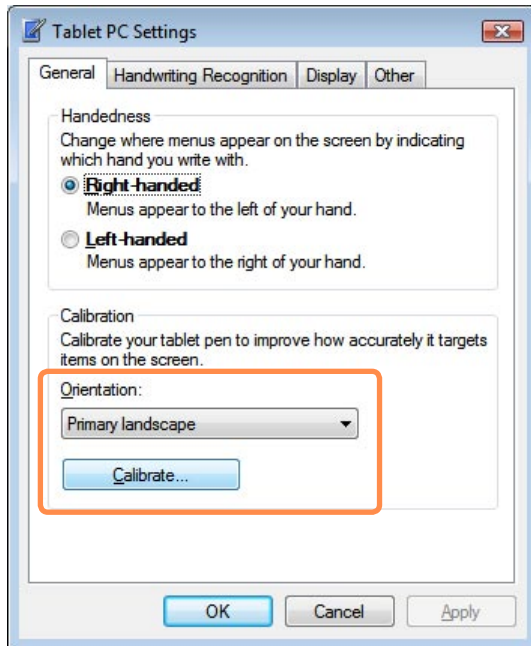 Tablet PC Settings
General Handwriting Recognition Display Other
Handedness
Change where menus appear on the screen by indicating
which hand you write with.
Right-handed
Menus appear to the left of your hand.
Left-handed
Menus appear to the right of your hand.
Calibration
Calibrate your tablet pen to improve how accurately it targets
items on the screen.
Orientation:
Primary landscape
Calibrate...
OK Cancel Apply